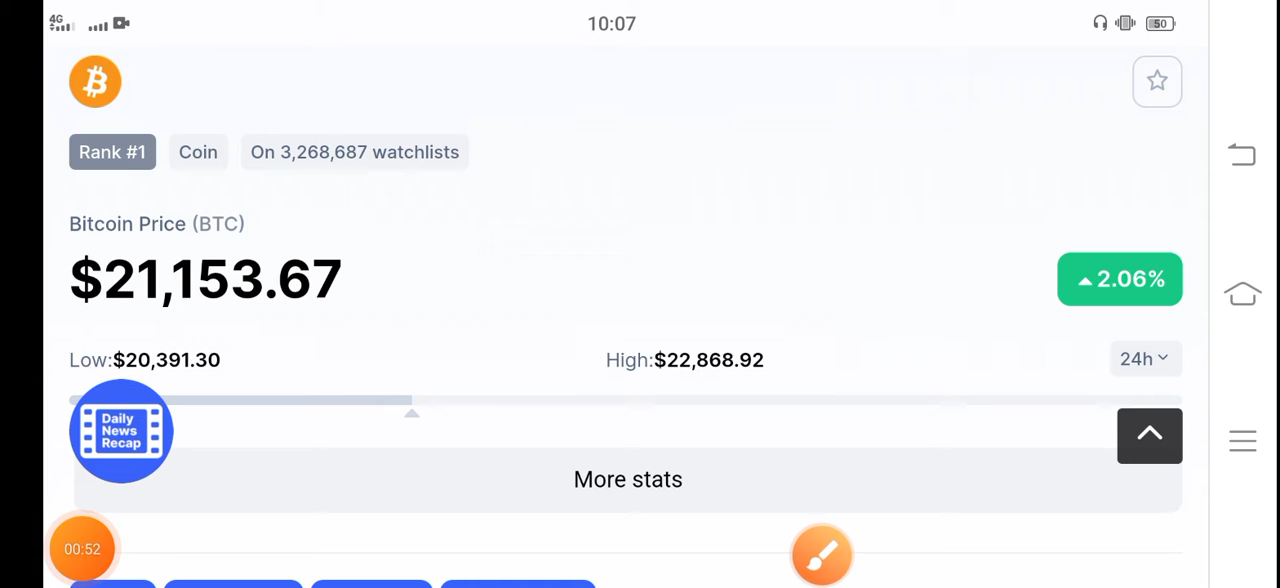 4G 10:07 50
Rank #1 Coin On 3,268,687 watchlists
Bitcoin Price (BTC)
$21,153.67 2.06%
Low:$20,391.30 High:$22,868.92 24h
Daily
News
Recap
More stats
00:52